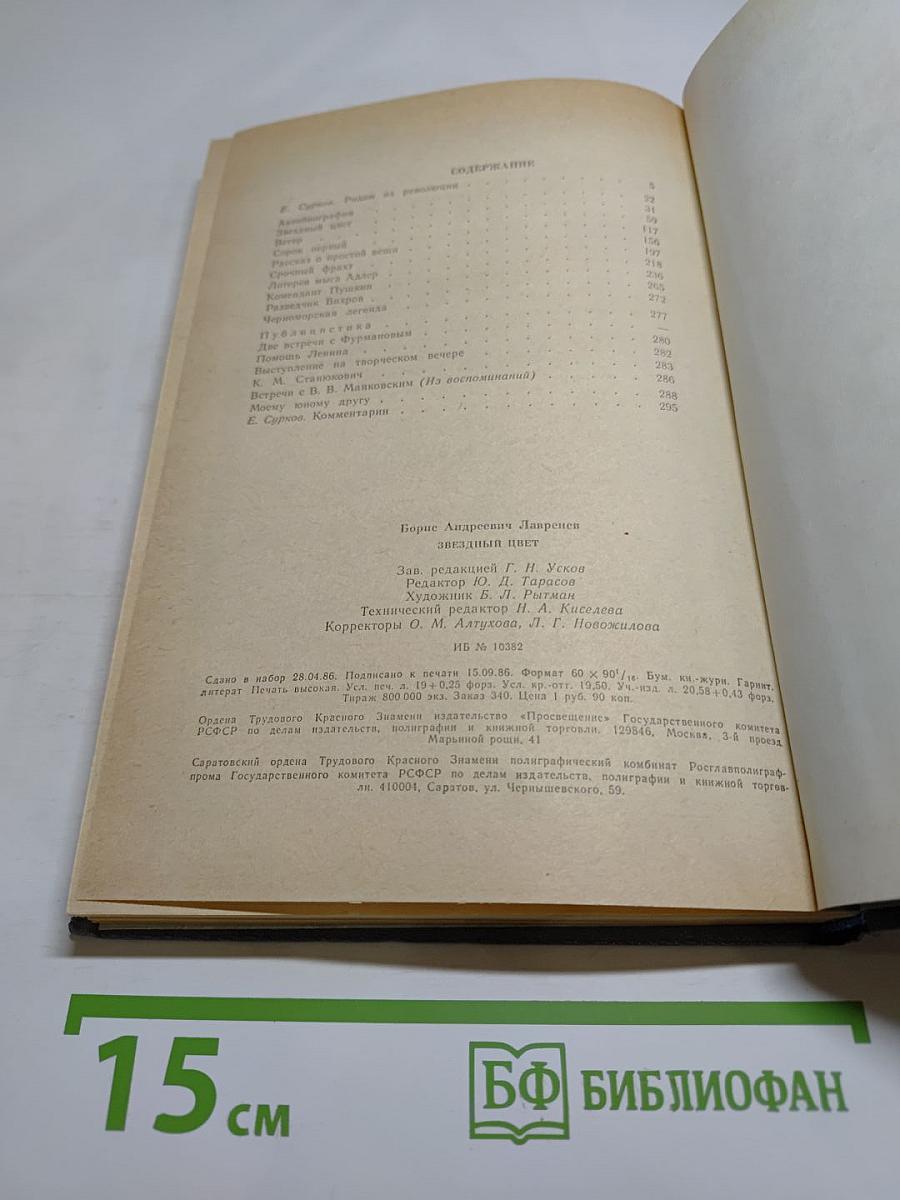 СОДЕРЖАНИЕ
Е. Сурков. Рядом из революции 5
Автобиография 22
Звездный цвет 31
Ветер 59
Сорок первый 117
Рассказ о простой вещи 156
Срочный фрахт 197
Лотерея мыса Адлер 218
Комендант Пушкин 236
Разведчик Вихров 265
Черноморская легенда 272
Публицистика 277
Две встречи с Фурмановым —
Помощь Ленина 280
Выступление на творческом вечере 282
К. М. Станюкович 283
Встречи с В. В. Маяковским (Из воспоминаний) 286
Моему юному другу 288
Е. Сурков. Комментарии 295
Борис Андреевич Лавренев
ЗВЕЗДНЫЙ ЦВЕТ
Зав. редакцией Г. Н. Усков
Редактор Ю. Д. Тарасов
Художник Б. Л. Рытман
Технический редактор Н. А. Киселева
Корректоры О. М. Алтухова, Л. Г. Новожилова
ИБ № 10382
Сдано в набор 28.04.86. Подписано к печати 15.09.86. Формат 60 × 90¹/₁₆. Бум. кн.-журн. Гарнит.
литерат Печать высокая. Усл. печ. л. 19+0,25 форз. Усл. кр.-отт. 19,50. Уч.-изд. л. 20,58+0,43 форз.
Тираж 800 000 экз. Заказ 340. Цена 1 руб. 90 коп.
Ордена Трудового Красного Знамени издательство «Просвещение» Государственного комитета
РСФСР по делам издательств, полиграфии и книжной торговли. 129846, Москва, 3-й проезд
Марьиной рощи, 41
Саратовский ордена Трудового Красного Знамени полиграфический комбинат Росглавполиграф-
прома Государственного комитета РСФСР по делам издательств, полиграфии и книжной торгов-
ли. 410004, Саратов, ул. Чернышевского, 59.
15 см
БФ БИБЛИОФАН